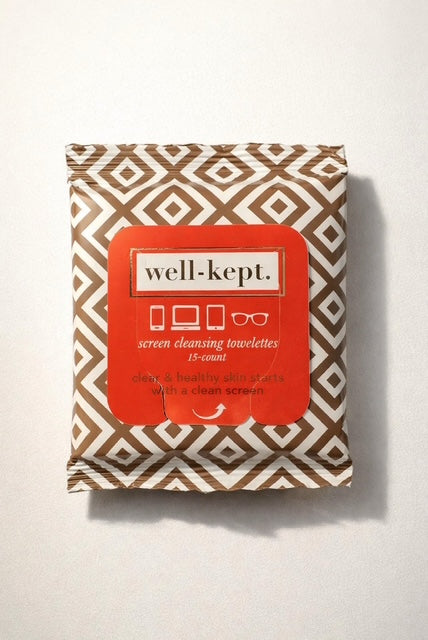 well-kept.
screen cleansing towelettes
15-count
clear & healthy skin starts
with a clean screen